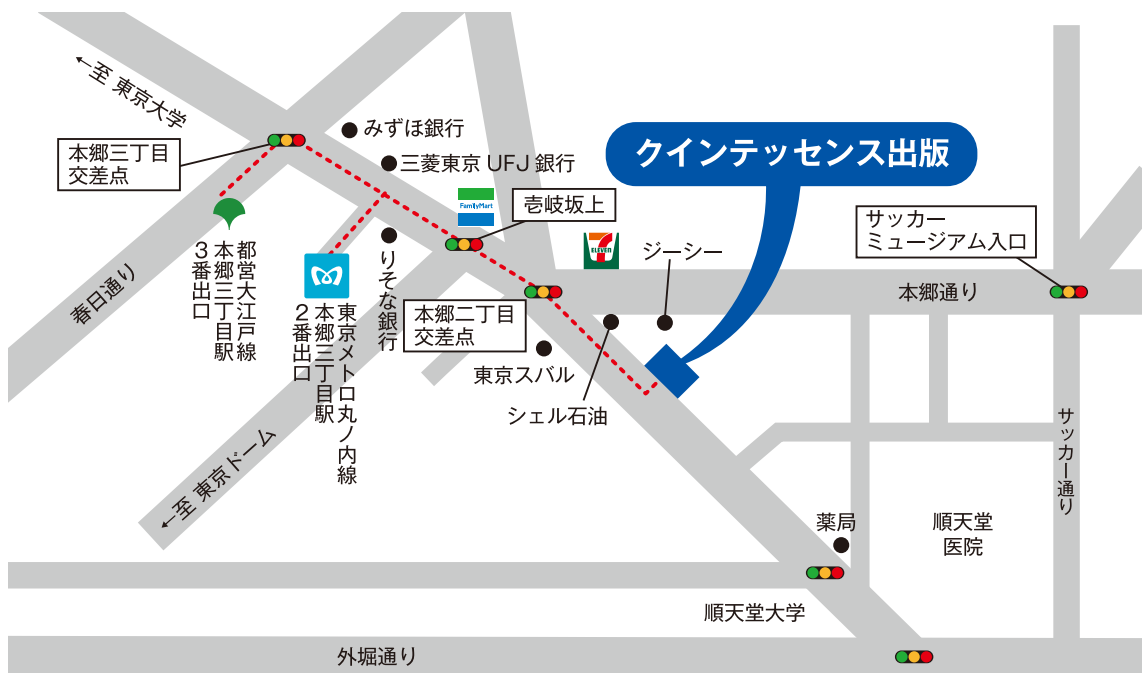 ←至 東京大学
みずほ銀行
本郷三丁目
交差点
三菱東京 UFJ 銀行
クインテッセンス出版
FamilyMart
壱岐坂上
サッカー
ミュージアム入口
7
ELEVEN
ジーシー
春日通り
都営大江戸線
本郷三丁目駅
3番出口
りそな銀行
本郷通り
東京メトロ丸ノ内線
本郷三丁目駅
2番出口
本郷二丁目
交差点
東京スバル
シェル石油
←至 東京ドーム
サッカー通り
薬局
順天堂
医院
順天堂大学
外堀通り